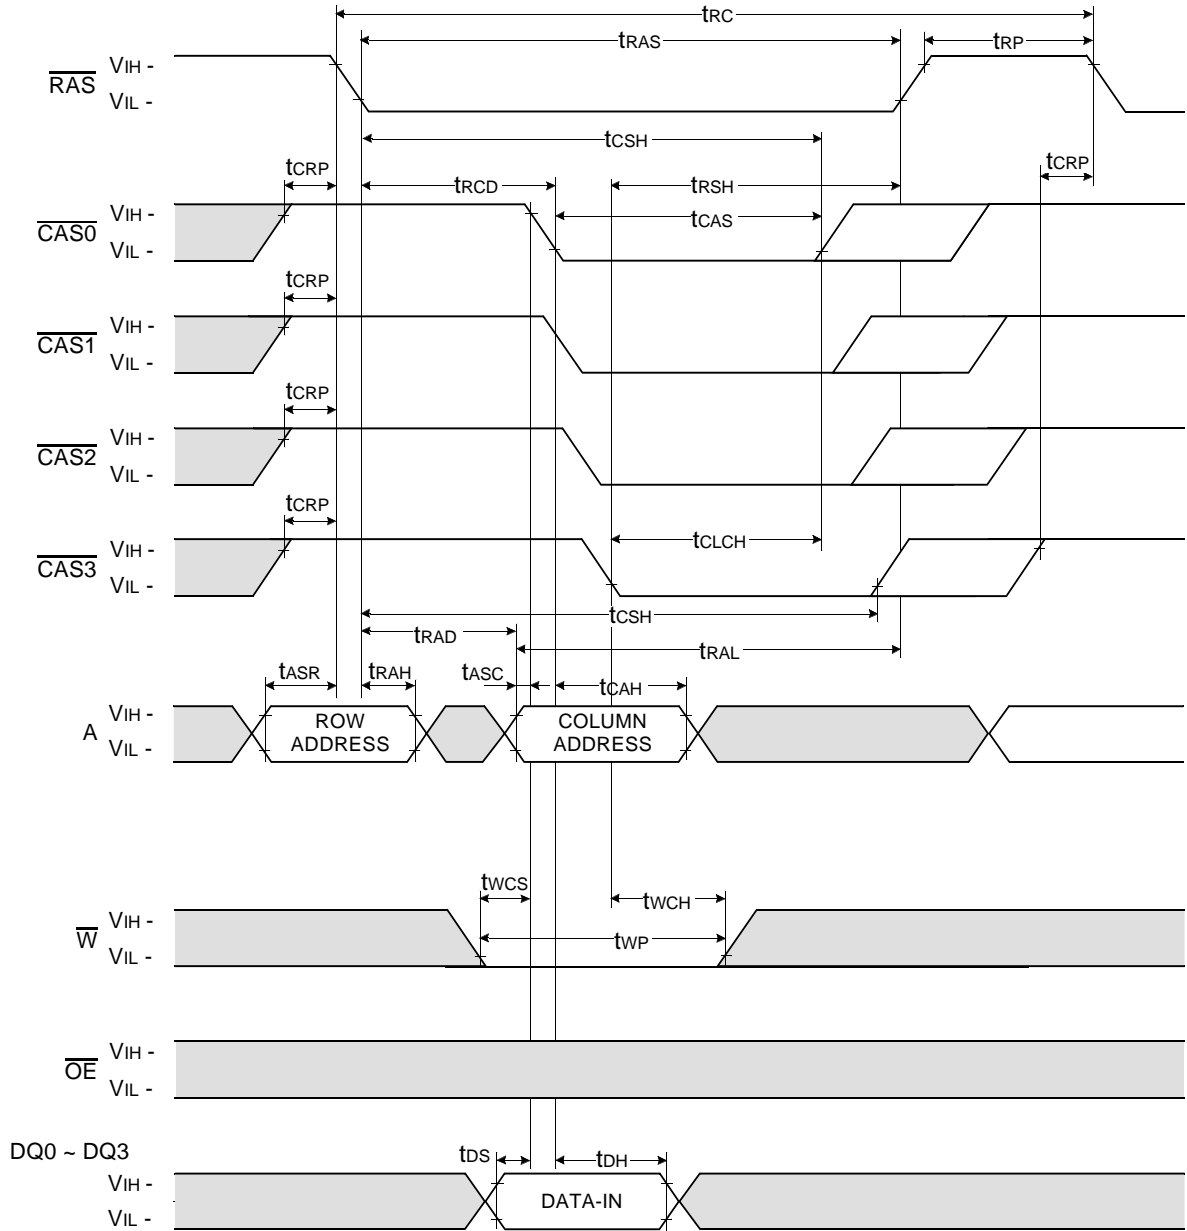 tRC
tRAS
tRP
RAS
VIH -
VIL -
tCSH
tCRP
tRCD
tRSH
tCRP
CAS0
VIH -
VIL -
tCAS
tCRP
CAS1
VIH -
VIL -
tCRP
CAS2
VIH -
VIL -
tCRP
tCLCH
CAS3
VIH -
VIL -
tCSH
tRAD
tRAL
tASR
tRAH
tASC
tCAH
A
VIH -
VIL -
ROW
ADDRESS
COLUMN
ADDRESS
tWCS
tWCH
W
VIH -
VIL -
tWP
OE
VIH -
VIL -
DQ0 ~ DQ3
tDS
tDH
VIH -
VIL -
DATA-IN